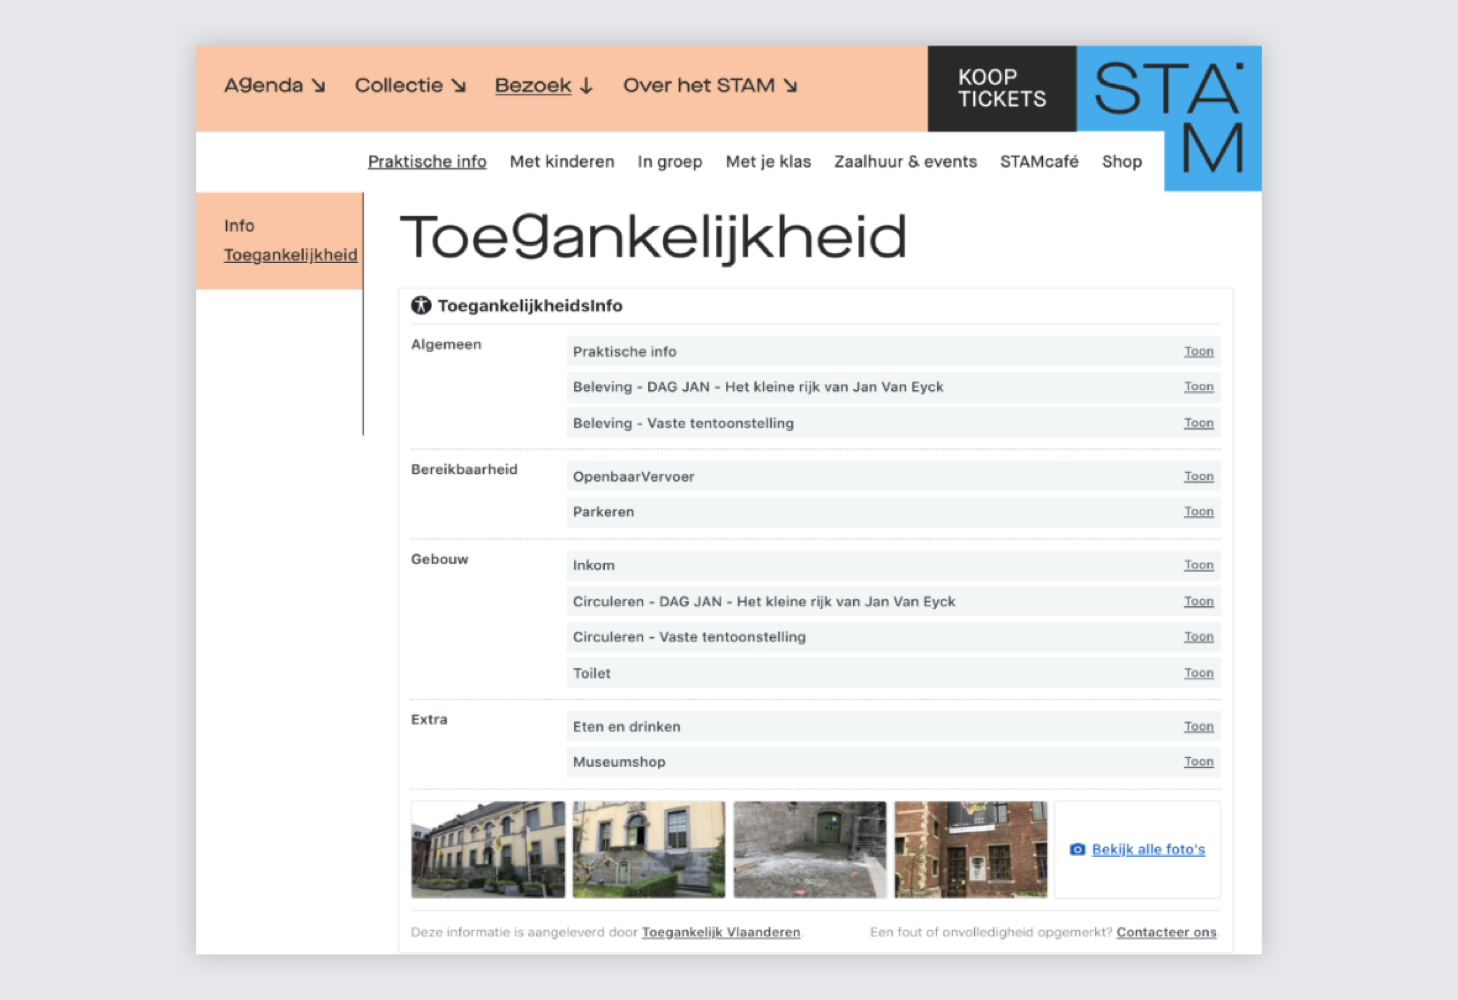 Agenda ↘ Collectie ↘ Bezoek ↓ Over het STAM ↘
KOOP
TICKETS
STA
M
Praktische info Met kinderen In groep Met je klas Zaalhuur & events STAMcafé Shop
Info
Toegankelijkheid
Toegankelijkheid
ToegankelijkheidsInfo
Algemeen
Praktische info Toon
Beleving - DAG JAN - Het kleine rijk van Jan Van Eyck Toon
Beleving - Vaste tentoonstelling Toon
Bereikbaarheid
OpenbaarVervoer Toon
Parkeren Toon
Gebouw
Inkom Toon
Circuleren - DAG JAN - Het kleine rijk van Jan Van Eyck Toon
Circuleren - Vaste tentoonstelling Toon
Toilet Toon
Extra
Eten en drinken Toon
Museumshop Toon
Bekijk alle foto's
Deze informatie is aangeleverd door Toegankelijk Vlaanderen.
Een fout of onvolledigheid opgemerkt? Contacteer ons.